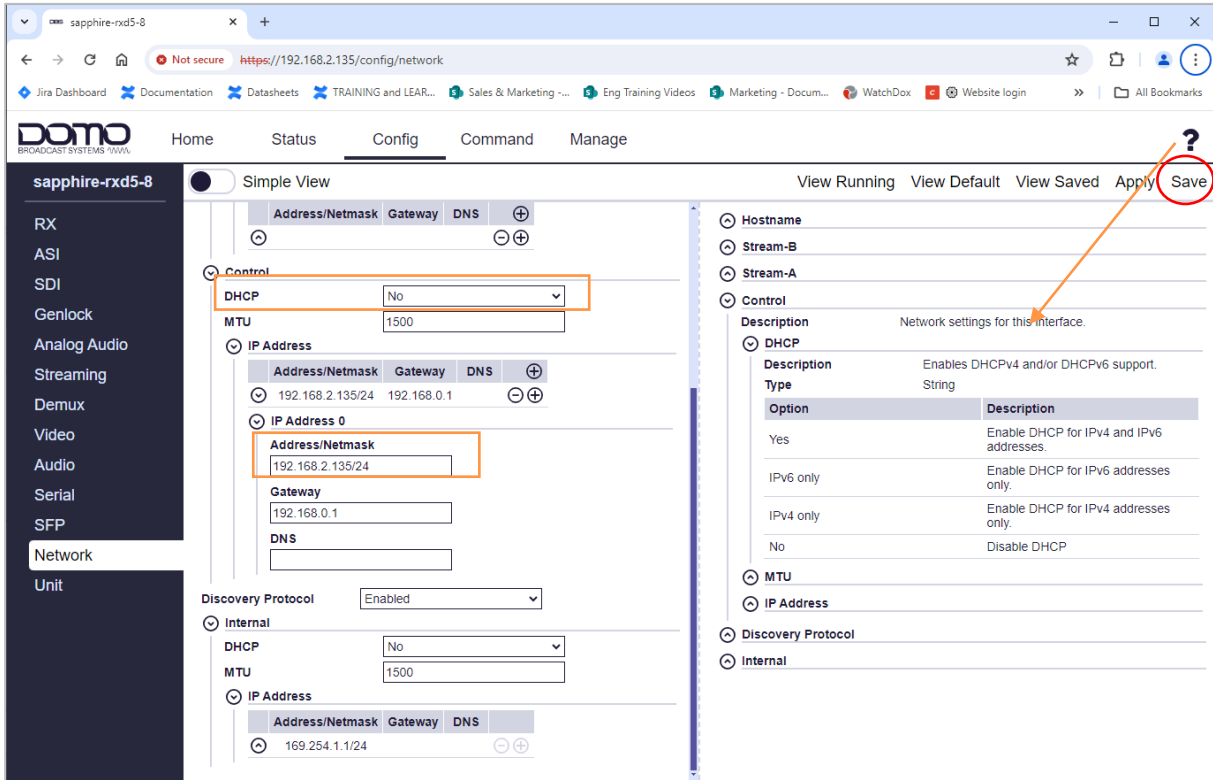 sapphire-rxd5-8
Not secure https://192.168.2.135/config/network
Jira Dashboard Documentation Datasheets TRAINING and LEAR... Sales & Marketing -... Eng Training Videos Marketing - Docum... WatchDox Website login » All Bookmarks
DOMO
BROADCAST SYSTEMS
Home Status Config Command Manage ?
sapphire-rxd5-8
Simple View View Running View Default View Saved Apply Save
RX
ASI
SDI
Genlock
Analog Audio
Streaming
Demux
Video
Audio
Serial
SFP
Network
Unit
Address/Netmask Gateway DNS
Control
DHCP No
MTU 1500
IP Address
Address/Netmask Gateway DNS
192.168.2.135/24 192.168.0.1
IP Address 0
Address/Netmask
192.168.2.135/24
Gateway
192.168.0.1
DNS
Discovery Protocol Enabled
Internal
DHCP No
MTU 1500
IP Address
Address/Netmask Gateway DNS
169.254.1.1/24
Hostname
Stream-B
Stream-A
Control
Description Network settings for this interface.
DHCP
Description Enables DHCPv4 and/or DHCPv6 support.
Type String
Option Description
Yes Enable DHCP for IPv4 and IPv6
addresses.
IPv6 only Enable DHCP for IPv6 addresses
only.
IPv4 only Enable DHCP for IPv4 addresses
only.
No Disable DHCP
MTU
IP Address
Discovery Protocol
Internal